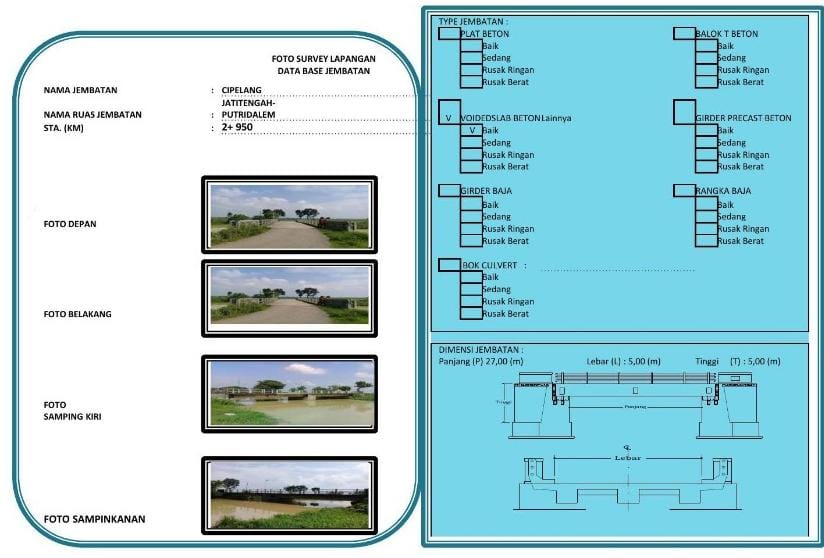 FOTO SURVEY LAPANGAN
DATA BASE JEMBATAN
NAMA JEMBATAN : CIPELANG
JATITENGAH-
NAMA RUAS JEMBATAN : PUTRIDALEM
STA. (KM) : 2+ 950
FOTO DEPAN
FOTO BELAKANG
FOTO
SAMPING KIRI
FOTO SAMPINKANAN
TYPE JEMBATAN :
PLAT BETON
Baik
Sedang
Rusak Ringan
Rusak Berat
BALOK T BETON
Baik
Sedang
Rusak Ringan
Rusak Berat
V VOIDEDSLAB BETONLainnya
V Baik
Sedang
Rusak Ringan
Rusak Berat
GIRDER PRECAST BETON
Baik
Sedang
Rusak Ringan
Rusak Berat
GIRDER BAJA
Baik
Sedang
Rusak Ringan
Rusak Berat
RANGKA BAJA
Baik
Sedang
Rusak Ringan
Rusak Berat
BOK CULVERT :
Baik
Sedang
Rusak Ringan
Rusak Berat
DIMENSI JEMBATAN :
Panjang (P) 27,00 (m) Lebar (L) : 5,00 (m) Tinggi (T) : 5,00 (m)
Tinggi
Panjang
Lebar